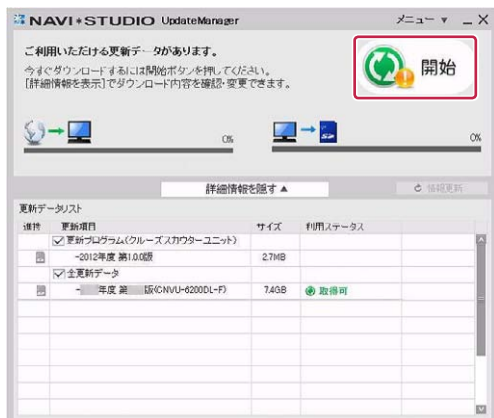 NAVI*STUDIO UpdateManager
メニュー ▼ _ X
ご利用いただける更新データがあります。
今すぐダウンロードするには開始ボタンを押してください。
[詳細情報を表示]でダウンロード内容を確認・変更できます。
開始
0%
SD
0%
詳細情報を隠す▲
情報更新
更新データリスト
進捗 更新項目 サイズ 利用ステータス
更新プログラム(クルーズスカウターユニット)
-2012年度 第1.0.0版 2.7MB
全更新データ
- 年度 第 版(CNVU-6200DL-F) 7.4GB 取得可